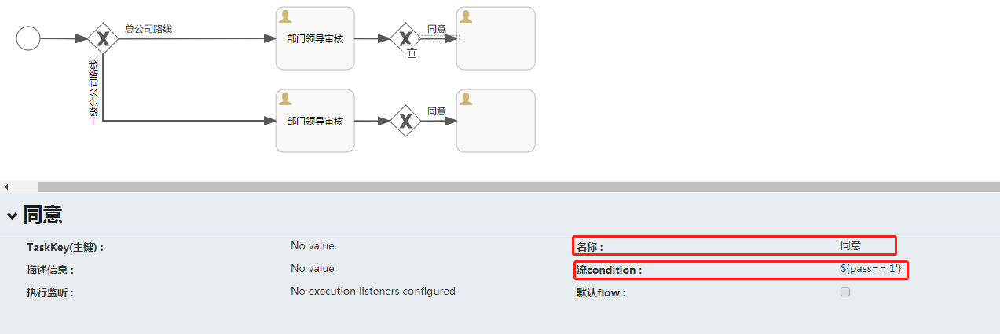 总公司路线
同意
部门领导审核
一级分公司路线
同意
部门领导审核
同意
TaskKey(主键) : No value 名称 : 同意
描述信息 : No value 流condition : ${pass=='1'}
执行监听 : No execution listeners configured 默认flow :